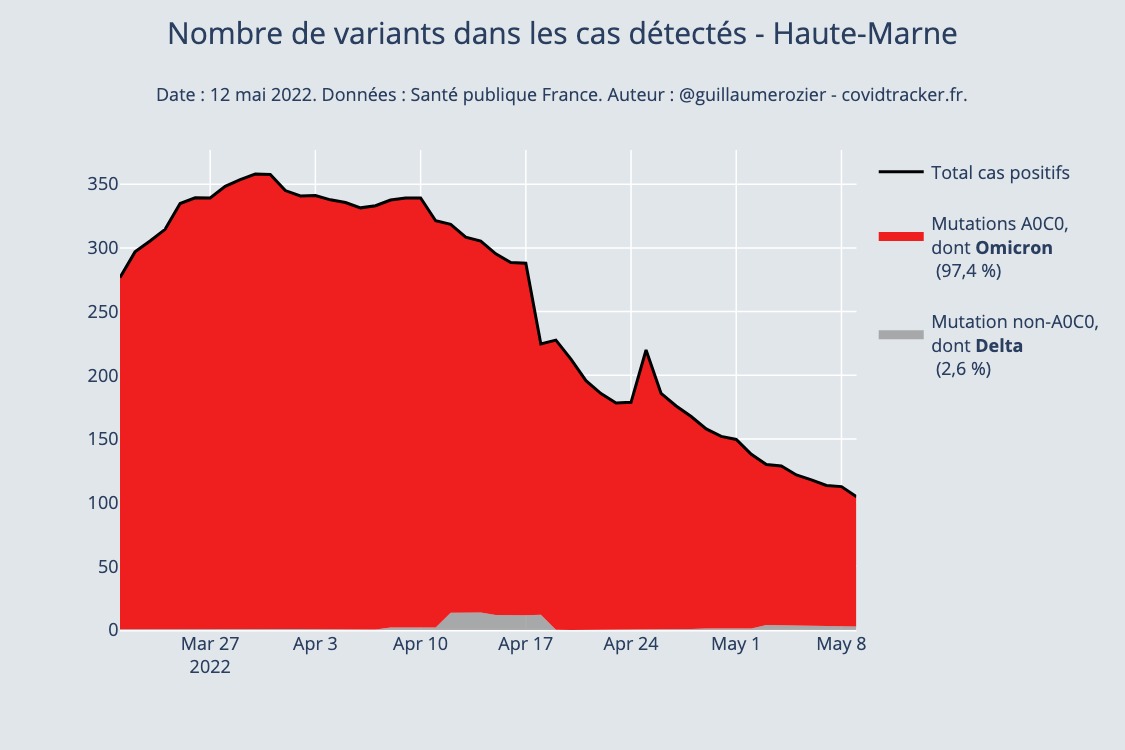 Nombre de variants dans les cas détectés - Haute-Marne
Date : 12 mai 2022. Données : Santé publique France. Auteur : @guillaumerozier - covidtracker.fr.
350
300
250
200
150
100
50
0
Mar 27
2022
Apr 3
Apr 10
Apr 17
Apr 24
May 1
May 8
Total cas positifs
Mutations A0C0,
dont Omicron
(97,4 %)
Mutation non-A0C0,
dont Delta
(2,6 %)